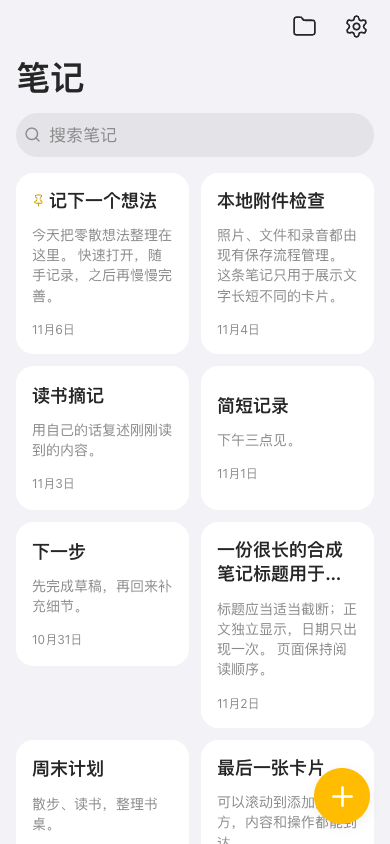 笔记
搜索笔记
记下一个想法
今天把零散想法整理在
这里。 快速打开，随
手记录，之后再慢慢完
善。
11月6日
本地附件检查
照片、文件和录音都由
现有保存流程管理。
这条笔记只用于展示文
字长短不同的卡片。
11月4日
读书摘记
用自己的话复述刚刚读
到的内容。
11月3日
简短记录
下午三点见。
11月1日
下一步
先完成草稿，再回来补
充细节。
10月31日
一份很长的合成
笔记标题用于...
标题应当适当截断；正
文独立显示，日期只出
现一次。 页面保持阅
读顺序。
11月2日
周末计划
散步、读书，整理书
桌。
最后一张卡片
可以滚动到添加
方，内容和操作都能到
达